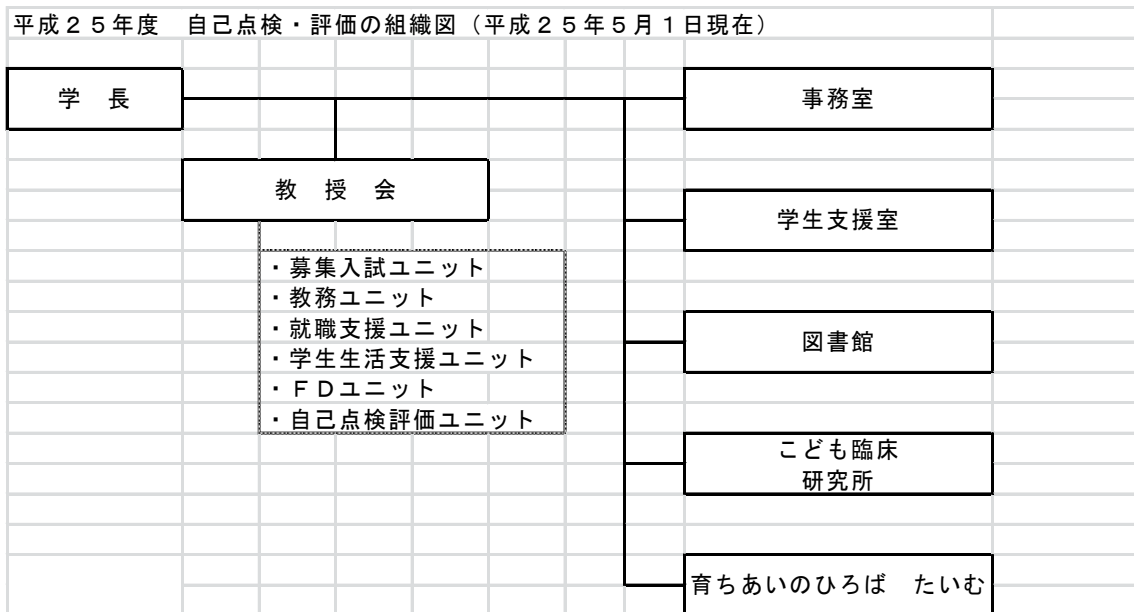 平成２５年度　自己点検・評価の組織図（平成２５年５月１日現在）
学　長
事務室
教　授　会
学生支援室
・募集入試ユニット
・教務ユニット
・就職支援ユニット
・学生生活支援ユニット
・ＦＤユニット
・自己点検評価ユニット
図書館
こども臨床
研究所
育ちあいのひろば　たいむ